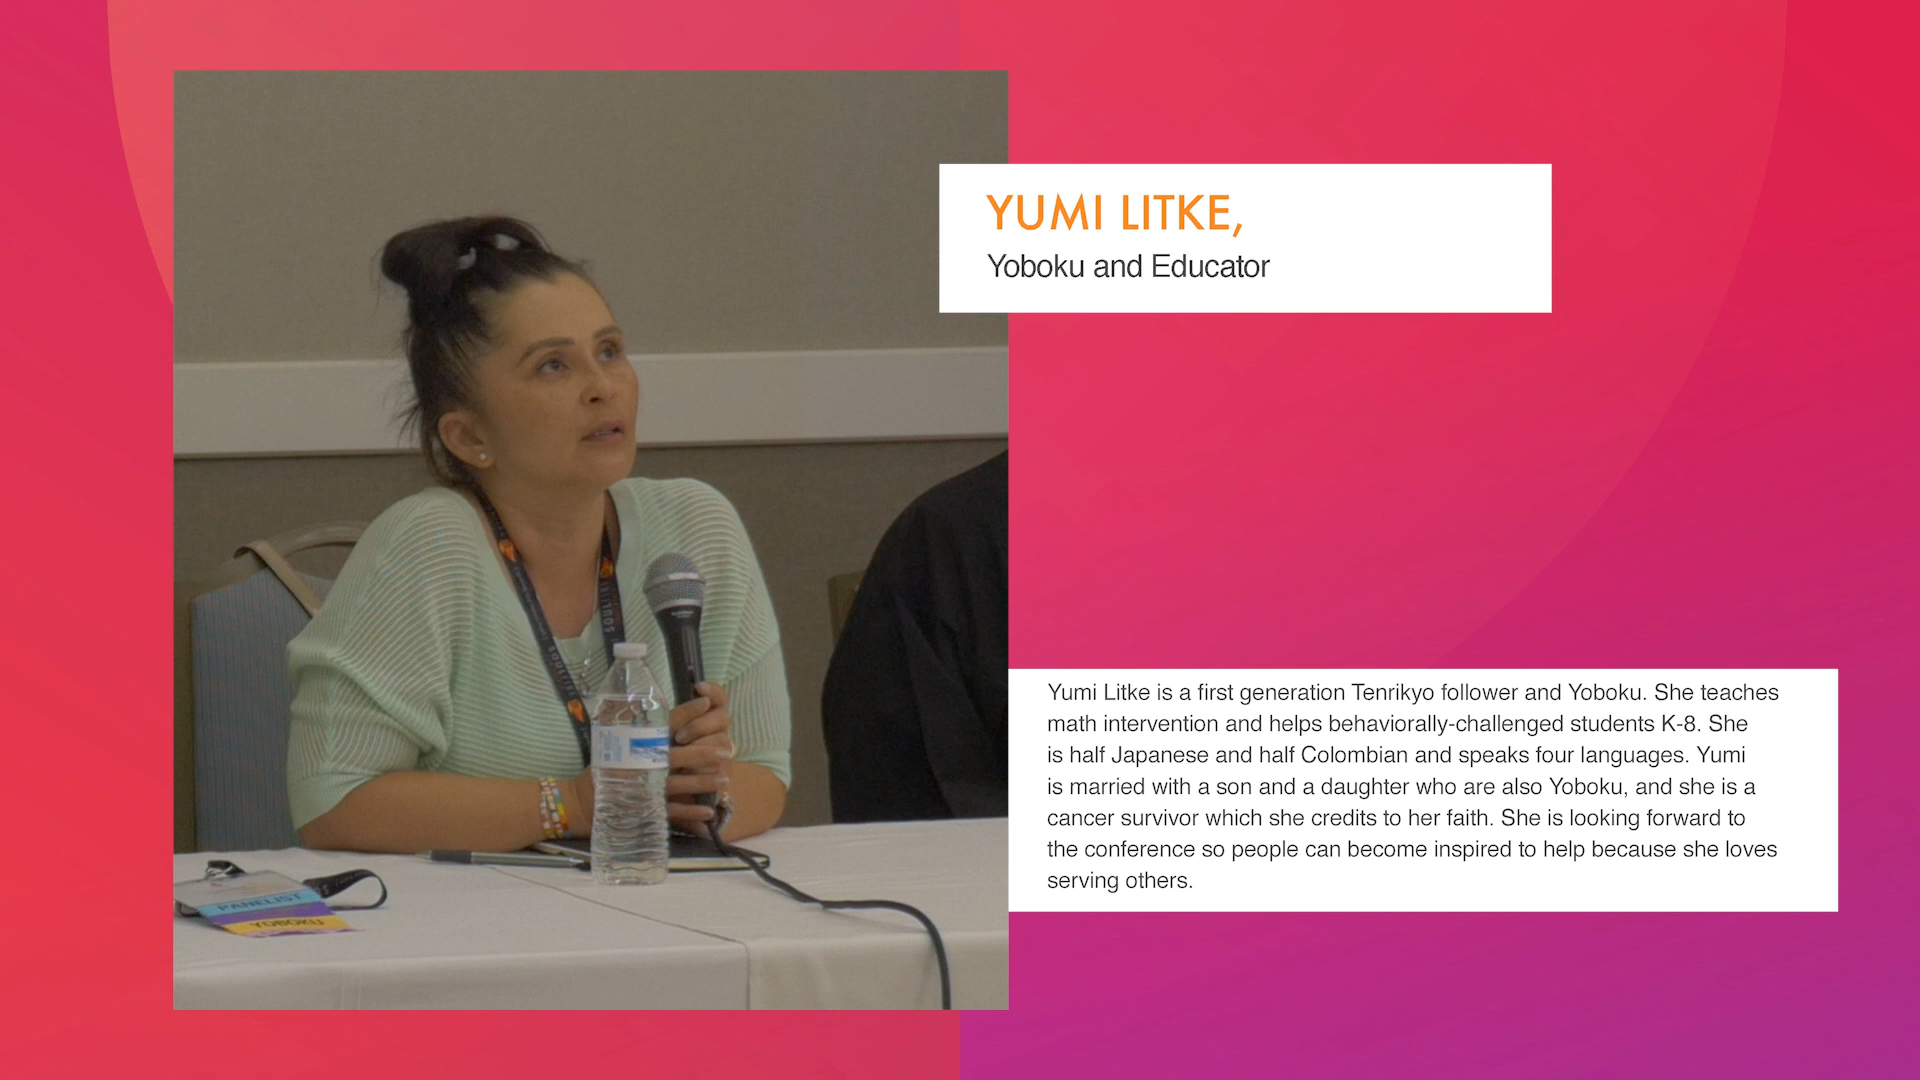 YUMI LITKE,
Yoboku and Educator
Yumi Litke is a first generation Tenrikyo follower and Yoboku. She teaches
math intervention and helps behaviorally-challenged students K-8. She
is half Japanese and half Colombian and speaks four languages. Yumi
is married with a son and a daughter who are also Yoboku, and she is a
cancer survivor which she credits to her faith. She is looking forward to
the conference so people can become inspired to help because she loves
serving others.
PANELIST
YOBOKU